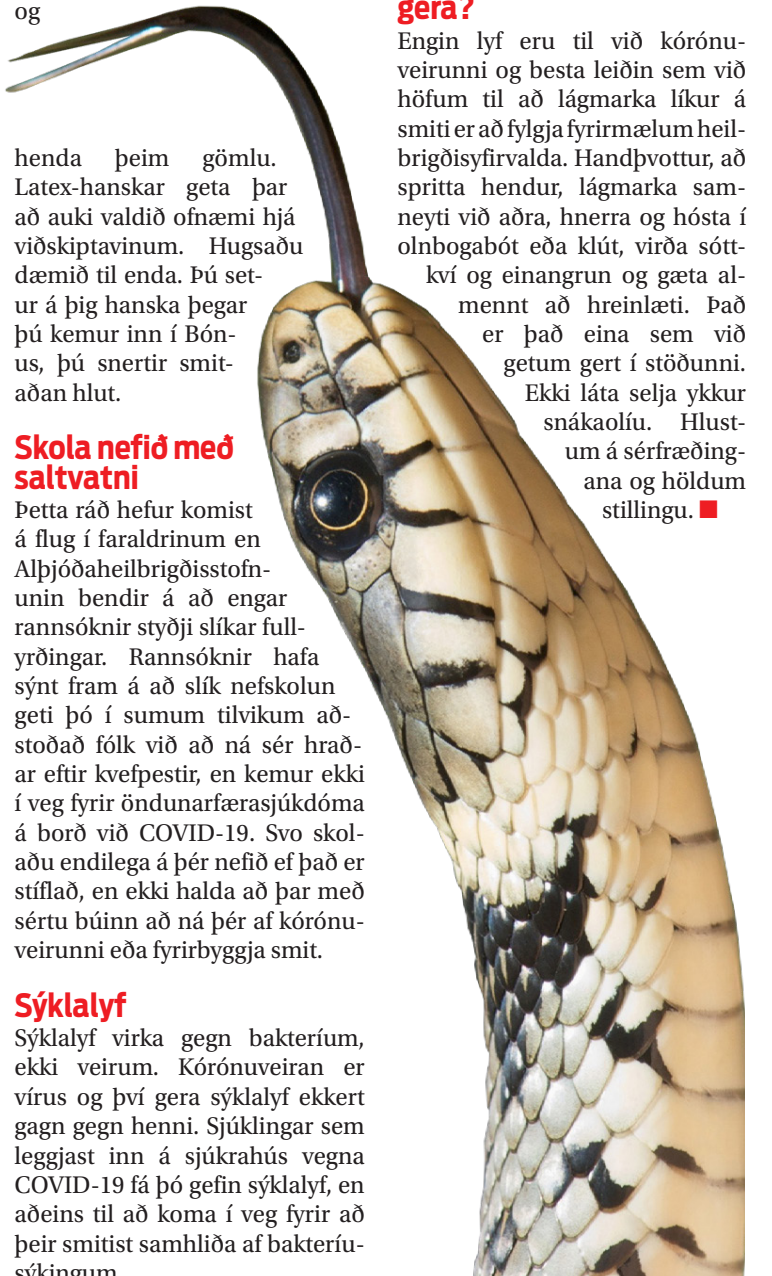 og
henda þeim gömlu.
Latex-hanskar geta þar
að auki valdið ofnæmi hjá
viðskiptavinum. Hugsaðu
dæmið til enda. Þú set-
ur á þig hanska þegar
þú kemur inn í Bón-
us, þú snertir smit-
aðan hlut.
Skola nefið með
saltvatni
Þetta ráð hefur komist
á flug í faraldrinum en
Alþjóðaheilbrigðisstofn-
unin bendir á að engar
rannsóknir styðji slíkar full-
yrðingar. Rannsóknir hafa
sýnt fram á að slík nefskolun
geti þó í sumum tilvikum að-
stoðað fólk við að ná sér hrað-
ar eftir kvefpestir, en kemur ekki
í veg fyrir öndunarfærasjúkdóma
á borð við COVID-19. Svo skol-
aðu endilega á þér nefið ef það er
stíflað, en ekki halda að þar með
sértu búinn að ná þér af kórónu-
veirunni eða fyrirbyggja smit.
Sýklalyf
Sýklalyf virka gegn bakteríum,
ekki veirum. Kórónuveiran er
vírus og því gera sýklalyf ekkert
gagn gegn henni. Sjúklingar sem
leggjast inn á sjúkrahús vegna
COVID-19 fá þó gefin sýklalyf, en
aðeins til að koma í veg fyrir að
þeir smitist samhliða af bakteríu-
sýkingum
gera?
Engin lyf eru til við kórónu-
veirunni og besta leiðin sem við
höfum til að lágmarka líkur á
smiti er að fylgja fyrirmælum heil-
brigðisyfirvalda. Handþvottur, að
spritta hendur, lágmarka sam-
neyti við aðra, hnerra og hósta í
olnbogabót eða klút, virða sótt-
kví og einangrun og gæta al-
mennt að hreinlæti. Það
er það eina sem við
getum gert í stöðunni.
Ekki láta selja ykkur
snákaolíu. Hlust-
um á sérfræðing-
ana og höldum
stillingu.